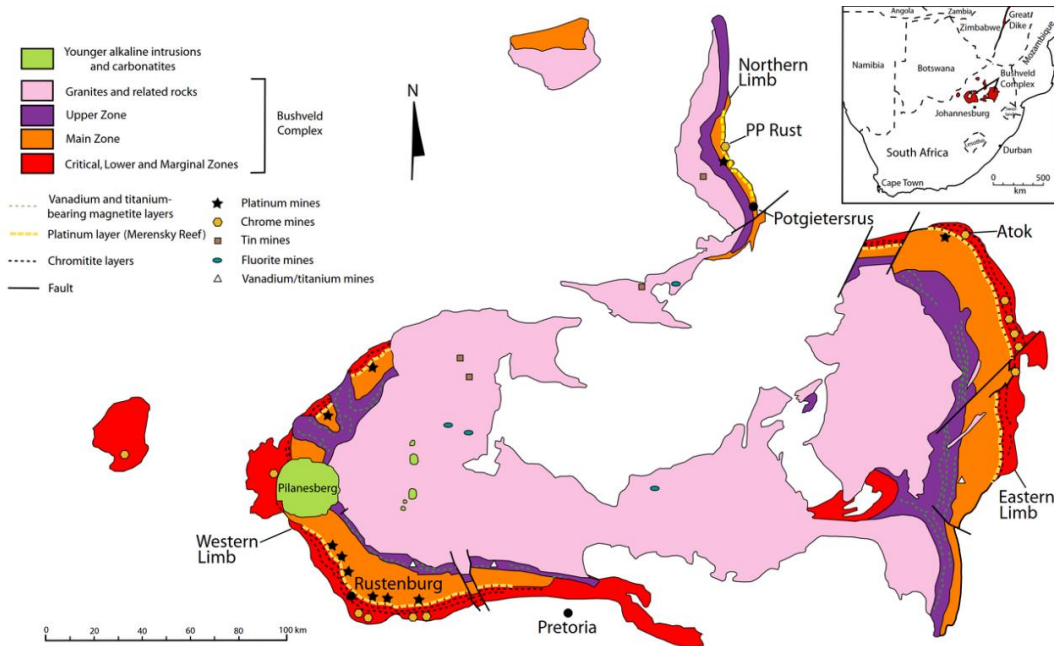 Younger alkaline intrusions
and carbonatites
Granites and related rocks
Upper Zone
Main Zone
Critical, Lower and Marginal Zones
Bushveld
Complex
Vanadium and titanium-
bearing magnetite layers
Platinum layer (Merensky Reef)
Chromitite layers
Fault
Platinum mines
Chrome mines
Tin mines
Fluorite mines
Vanadium/titanium mines
N
Northern
Limb
PP Rust
Potgietersrus
Atok
Eastern
Limb
Pilanesberg
Western
Limb
Rustenburg
Pretoria
0 20 40 60 80 100 km
Angola
Zambia
Zimbabwe
Great
Dike
Mozambique
Namibia
Botswana
Bushveld
Complex
Johannesburg
South Africa
Lesotho
Durban
Cape Town
0 500
km